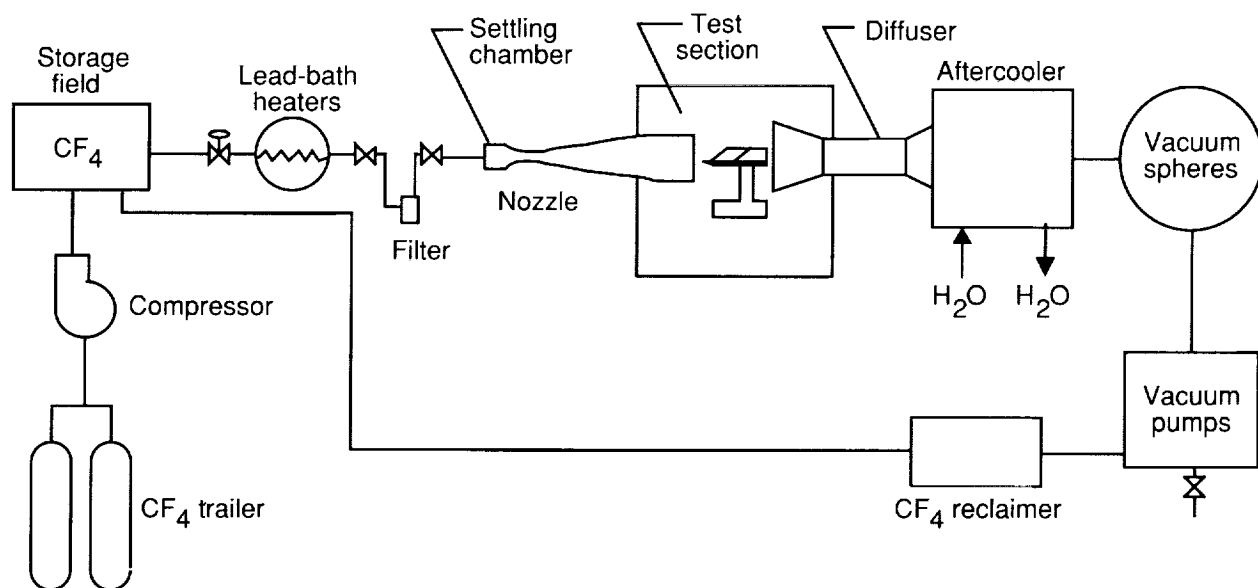 Settling
chamber
Test
section
Diffuser
Storage
field
Lead-bath
heaters
Aftercooler
CF4
Vacuum
spheres
Nozzle
Filter
H2O H2O
Compressor
Vacuum
pumps
CF4 trailer
CF4 reclaimer